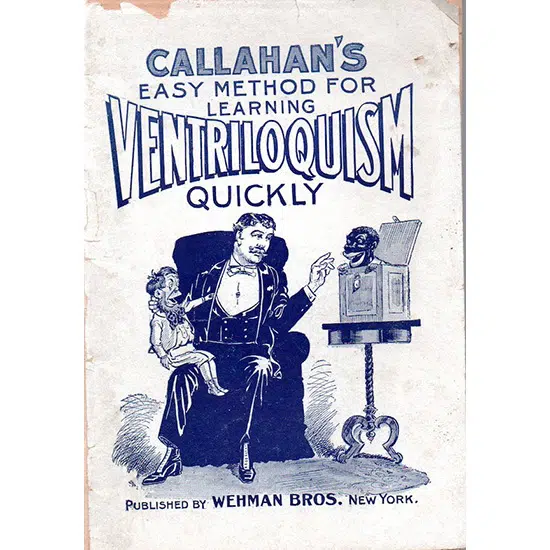 CALLAHAN'S
EASY METHOD FOR
LEARNING
VENTRILOQUISM
QUICKLY
PUBLISHED BY WEHMAN BROS. NEW YORK.